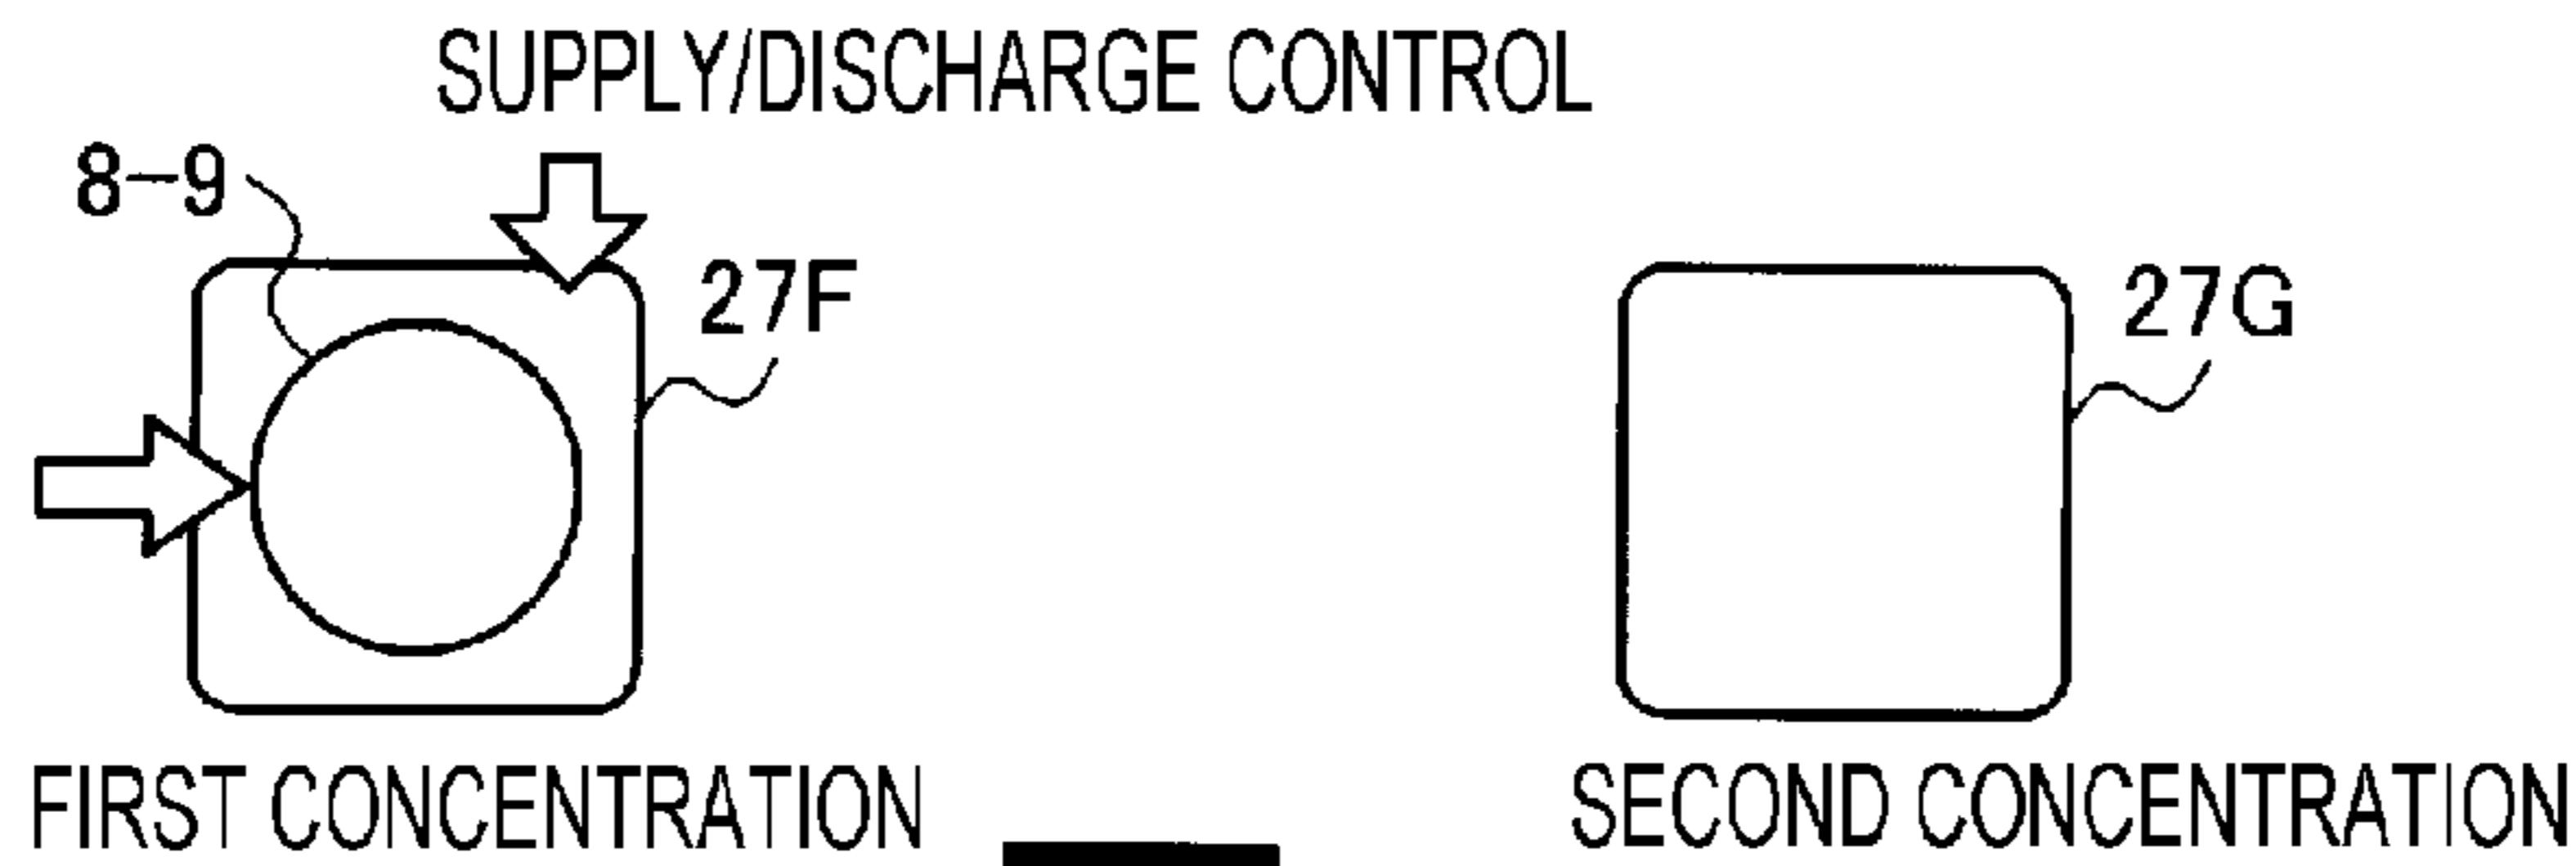 SUPPLY/DISCHARGE CONTROL
8-9
27F
27G
FIRST CONCENTRATION
SECOND CONCENTRATION